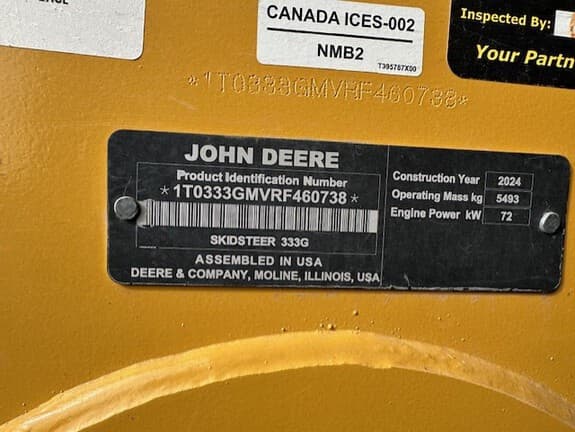 CANADA ICES-002
NMB2
T395787X00
Inspected By:
Your Partn
*1T0333GMVRF460738*
JOHN DEERE
Product Identification Number
*1T0333GMVRF460738*
SKIDSTEER 333G
ASSEMBLED IN USA
DEERE & COMPANY, MOLINE, ILLINOIS, USA
Construction Year 2024
Operating Mass kg 5493
Engine Power kW 72